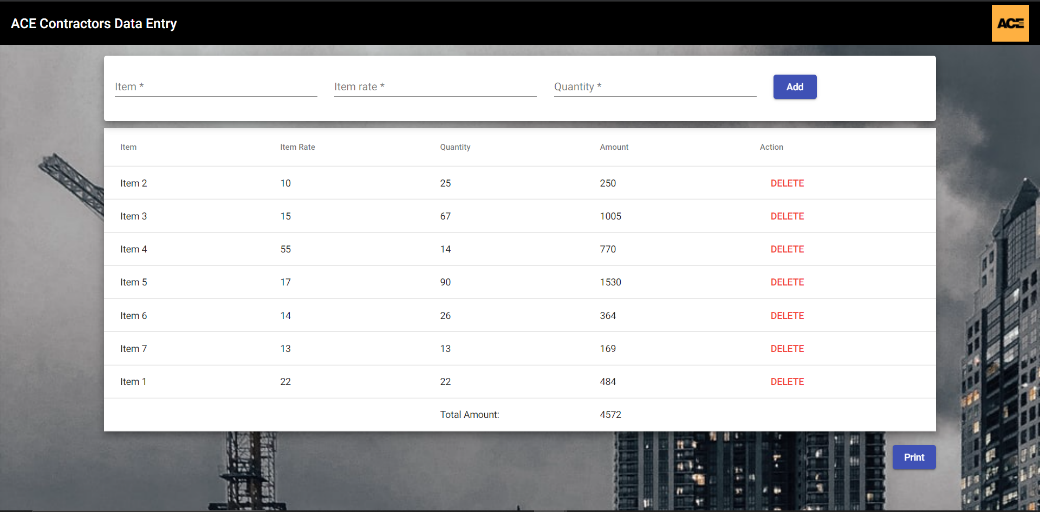 ACE Contractors Data Entry ACE
Item * Item rate * Quantity * Add
Item Item Rate Quantity Amount Action
Item 2 10 25 250 DELETE
Item 3 15 67 1005 DELETE
Item 4 55 14 770 DELETE
Item 5 17 90 1530 DELETE
Item 6 14 26 364 DELETE
Item 7 13 13 169 DELETE
Item 1 22 22 484 DELETE
Total Amount: 4572
Print